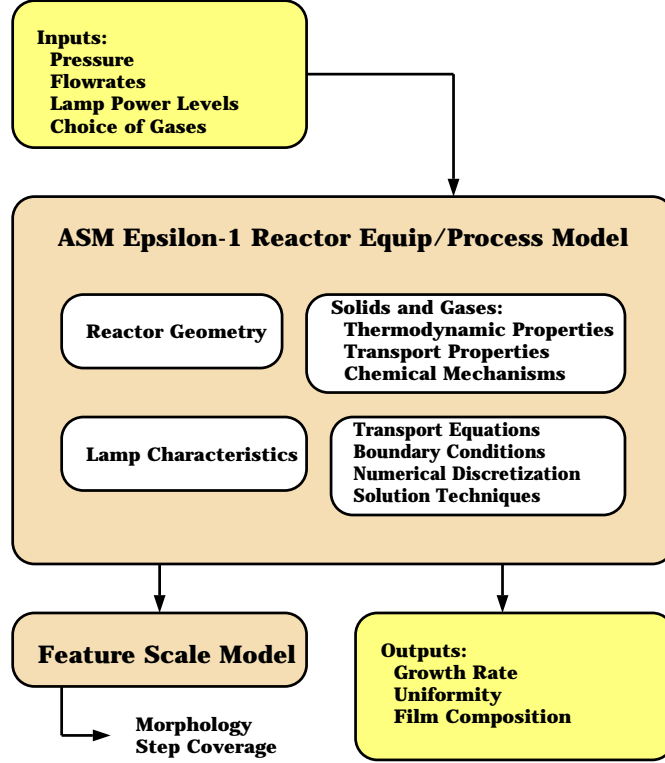 Inputs:
Pressure
Flowrates
Lamp Power Levels
Choice of Gases
ASM Epsilon-1 Reactor Equip/Process Model
Reactor Geometry
Solids and Gases:
Thermodynamic Properties
Transport Properties
Chemical Mechanisms
Lamp Characteristics
Transport Equations
Boundary Conditions
Numerical Discretization
Solution Techniques
Feature Scale Model
Morphology
Step Coverage
Outputs:
Growth Rate
Uniformity
Film Composition